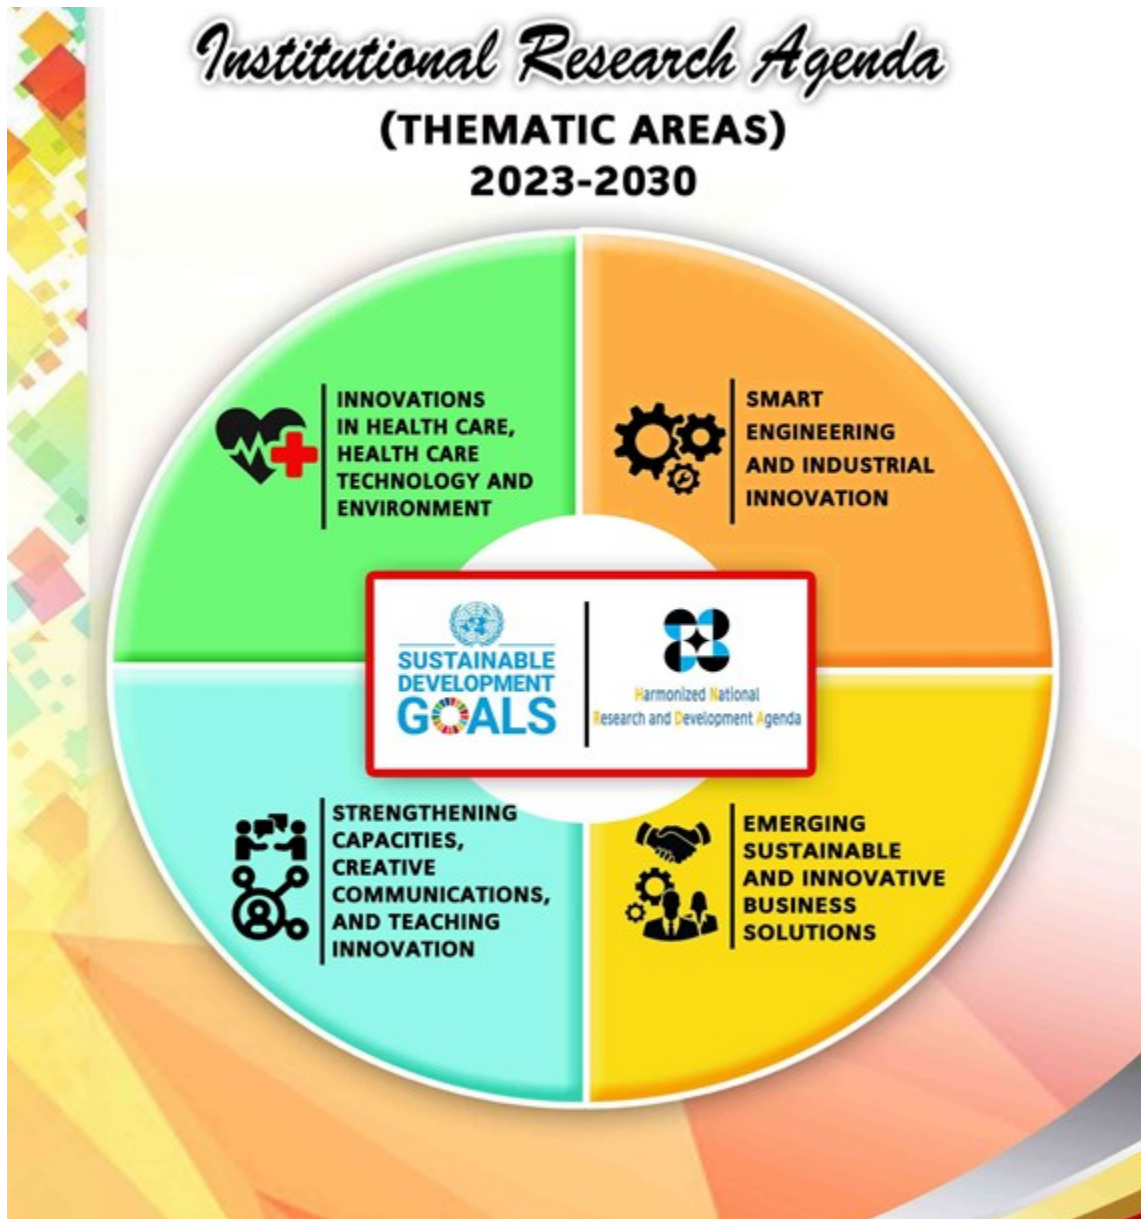 Institutional Research Agenda
(THEMATIC AREAS)
2023-2030
INNOVATIONS
IN HEALTH CARE,
HEALTH CARE
TECHNOLOGY AND
ENVIRONMENT
SMART
ENGINEERING
AND INDUSTRIAL
INNOVATION
SUSTAINABLE
DEVELOPMENT
GOALS
Harmonized National
Research and Development Agenda
STRENGTHENING
CAPACITIES,
CREATIVE
COMMUNICATIONS,
AND TEACHING
INNOVATION
EMERGING
SUSTAINABLE
AND INNOVATIVE
BUSINESS
SOLUTIONS